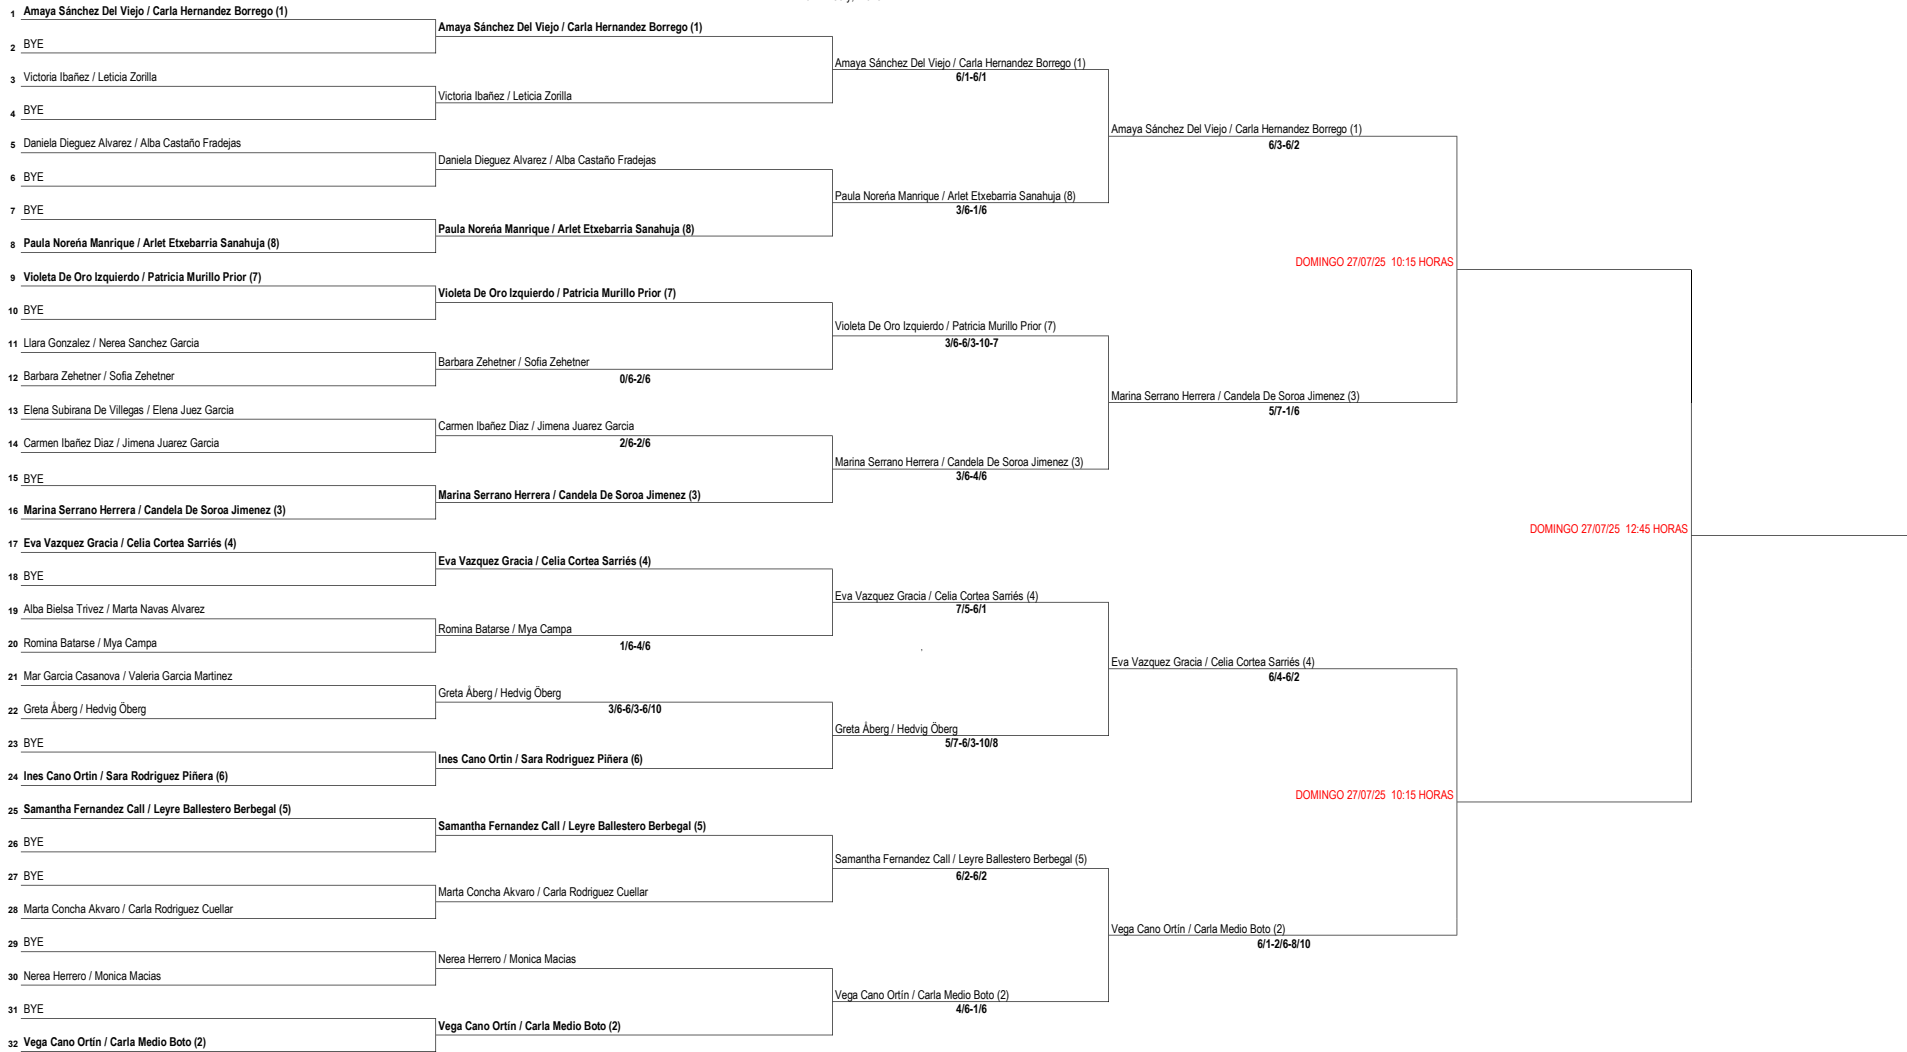 1 Amaya Sánchez Del Viejo / Carla Hernandez Borrego (1)
Amaya Sánchez Del Viejo / Carla Hernandez Borrego (1)
2 BYE
Amaya Sánchez Del Viejo / Carla Hernandez Borrego (1)
6/1-6/1
3 Victoria Ibañez / Leticia Zorilla
Victoria Ibañez / Leticia Zorilla
4 BYE
Amaya Sánchez Del Viejo / Carla Hernandez Borrego (1)
6/3-6/2
5 Daniela Dieguez Alvarez / Alba Castaño Fradejas
Daniela Dieguez Alvarez / Alba Castaño Fradejas
6 BYE
Paula Noreńa Manrique / Arlet Etxebarria Sanahuja (8)
3/6-1/6
7 BYE
Paula Noreńa Manrique / Arlet Etxebarria Sanahuja (8)
8 Paula Noreńa Manrique / Arlet Etxebarria Sanahuja (8)
DOMINGO 27/07/25 10:15 HORAS
9 Violeta De Oro Izquierdo / Patricia Murillo Prior (7)
Violeta De Oro Izquierdo / Patricia Murillo Prior (7)
10 BYE
Violeta De Oro Izquierdo / Patricia Murillo Prior (7)
3/6-6/3-10-7
11 Llara Gonzalez / Nerea Sanchez Garcia
Barbara Zehetner / Sofia Zehetner
0/6-2/6
12 Barbara Zehetner / Sofia Zehetner
Marina Serrano Herrera / Candela De Soroa Jimenez (3)
5/7-1/6
13 Elena Subirana De Villegas / Elena Juez Garcia
Carmen Ibañez Diaz / Jimena Juarez Garcia
2/6-2/6
14 Carmen Ibañez Diaz / Jimena Juarez Garcia
Marina Serrano Herrera / Candela De Soroa Jimenez (3)
3/6-4/6
15 BYE
Marina Serrano Herrera / Candela De Soroa Jimenez (3)
16 Marina Serrano Herrera / Candela De Soroa Jimenez (3)
DOMINGO 27/07/25 12:45 HORAS
17 Eva Vazquez Gracia / Celia Cortea Sarriés (4)
Eva Vazquez Gracia / Celia Cortea Sarriés (4)
18 BYE
Eva Vazquez Gracia / Celia Cortea Sarriés (4)
7/5-6/1
19 Alba Bielsa Trivez / Marta Navas Alvarez
Romina Batarse / Mya Campa
1/6-4/6
20 Romina Batarse / Mya Campa
Eva Vazquez Gracia / Celia Cortea Sarriés (4)
6/4-6/2
21 Mar Garcia Casanova / Valeria Garcia Martinez
Greta Åberg / Hedvig Öberg
3/6-6/3-6/10
22 Greta Åberg / Hedvig Öberg
Greta Åberg / Hedvig Öberg
5/7-6/3-10/8
23 BYE
Ines Cano Ortin / Sara Rodriguez Piñera (6)
24 Ines Cano Ortin / Sara Rodriguez Piñera (6)
DOMINGO 27/07/25 10:15 HORAS
25 Samantha Fernandez Call / Leyre Ballestero Berbegal (5)
Samantha Fernandez Call / Leyre Ballestero Berbegal (5)
26 BYE
Samantha Fernandez Call / Leyre Ballestero Berbegal (5)
6/2-6/2
27 BYE
Marta Concha Akvaro / Carla Rodriguez Cuellar
28 Marta Concha Akvaro / Carla Rodriguez Cuellar
Vega Cano Ortín / Carla Medio Boto (2)
6/1-2/6-8/10
29 BYE
Nerea Herrero / Monica Macias
30 Nerea Herrero / Monica Macias
Vega Cano Ortín / Carla Medio Boto (2)
4/6-1/6
31 BYE
Vega Cano Ortín / Carla Medio Boto (2)
32 Vega Cano Ortín / Carla Medio Boto (2)